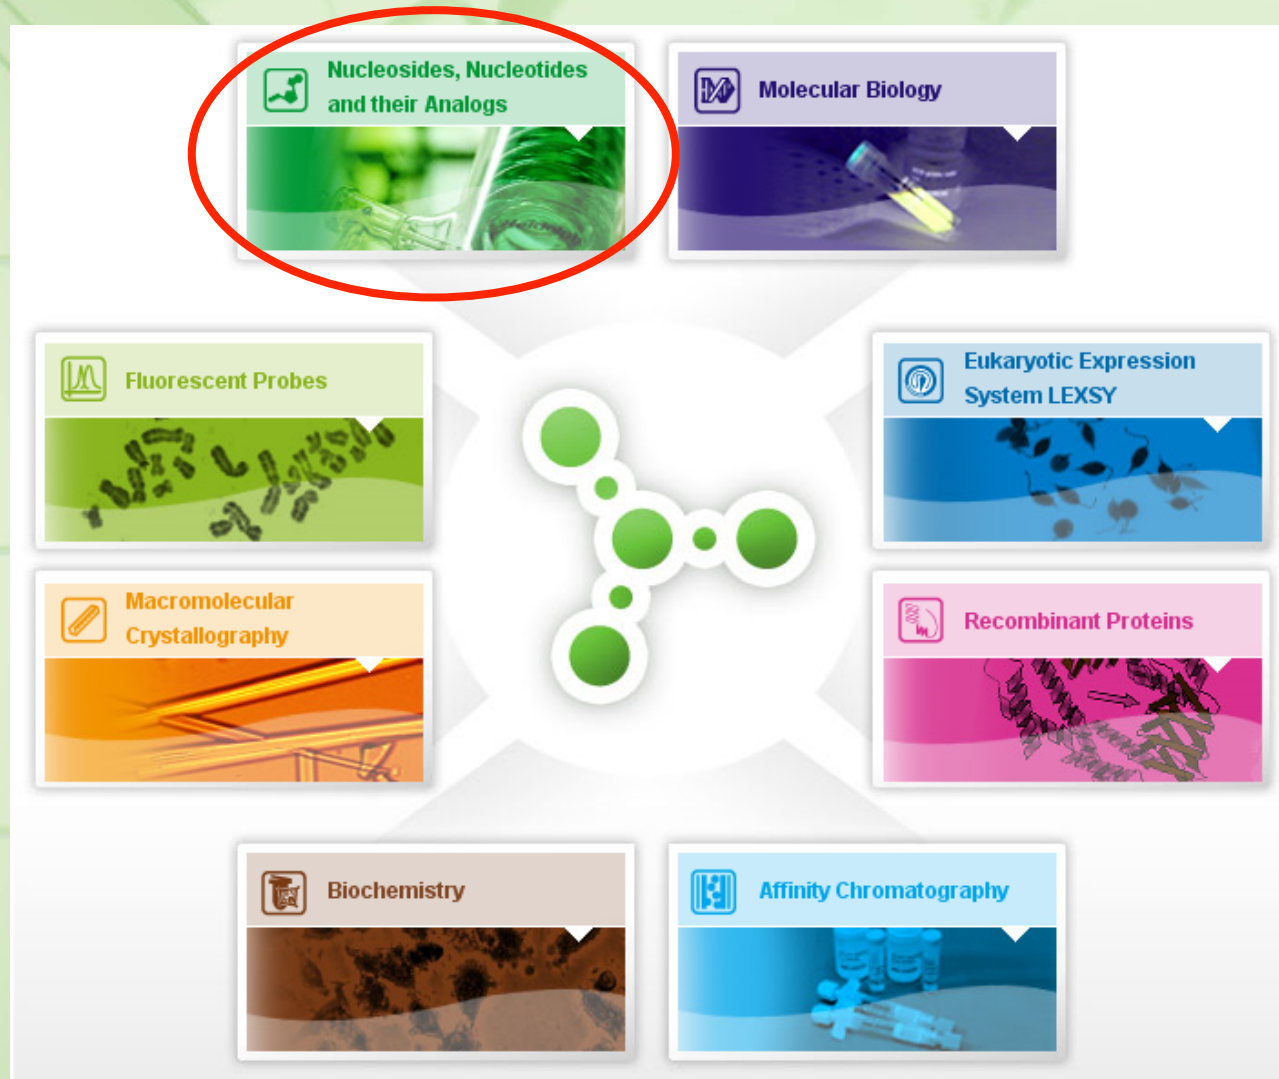 Nucleosides, Nucleotides
and their Analogs
Molecular Biology
Fluorescent Probes
Eukaryotic Expression
System LEXSY
Macromolecular
Crystallography
Recombinant Proteins
Biochemistry
Affinity Chromatography